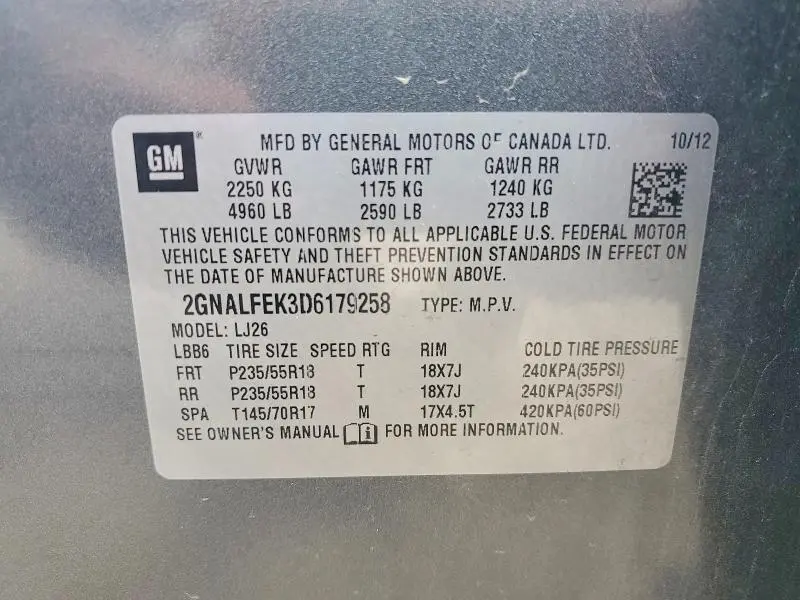 GM
MFD BY GENERAL MOTORS OF CANADA LTD. 10/12
GVWR GAWR FRT GAWR RR
2250 KG 1175 KG 1240 KG
4960 LB 2590 LB 2733 LB
THIS VEHICLE CONFORMS TO ALL APPLICABLE U.S. FEDERAL MOTOR
VEHICLE SAFETY AND THEFT PREVENTION STANDARDS IN EFFECT ON
THE DATE OF MANUFACTURE SHOWN ABOVE.
2GNALFEK3D6179258 TYPE: M.P.V.
MODEL: LJ26
LBB6 TIRE SIZE SPEED RTG RIM COLD TIRE PRESSURE
FRT P235/55R18 T 18X7J 240KPA(35PSI)
RR P235/55R18 T 18X7J 240KPA(35PSI)
SPA T145/70R17 M 17X4.5T 420KPA(60PSI)
SEE OWNER'S MANUAL i FOR MORE INFORMATION.